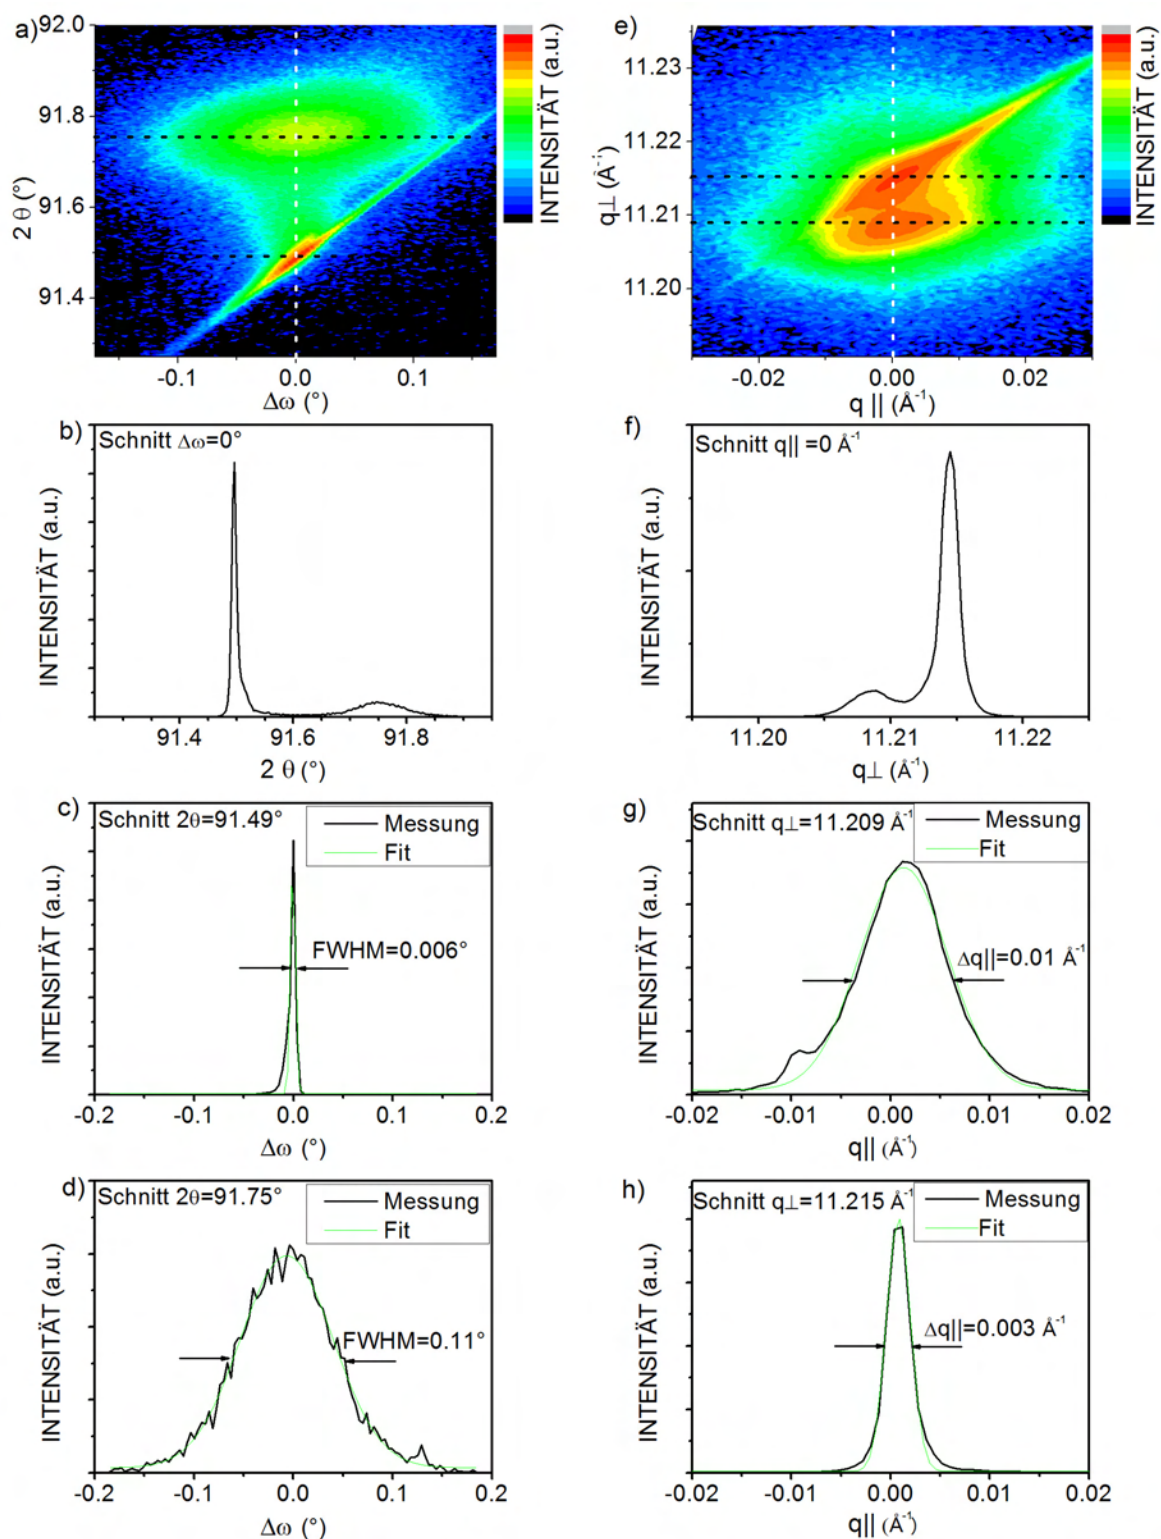 a)
92.0
91.8
91.6
91.4
2 θ (°)
-0.1
0.0
0.1
Δω (°)
INTENSITÄT (a.u.)
e)
11.23
11.22
11.21
11.20
q⊥ (Å⁻¹)
-0.02
0.00
0.02
q || (Å⁻¹)
INTENSITÄT (a.u.)
b)
Schnitt Δω=0°
INTENSITÄT (a.u.)
91.4
91.6
91.8
2 θ (°)
f)
Schnitt q|| =0 Å⁻¹
INTENSITÄT (a.u.)
11.20
11.21
11.22
q⊥ (Å⁻¹)
c)
Schnitt 2θ=91.49°
Messung
Fit
FWHM=0.006°
INTENSITÄT (a.u.)
-0.2
-0.1
0.0
0.1
0.2
Δω (°)
g)
Schnitt q⊥=11.209 Å⁻¹
Messung
Fit
Δq||=0.01 Å⁻¹
INTENSITÄT (a.u.)
-0.02
-0.01
0.00
0.01
0.02
q|| (Å⁻¹)
d)
Schnitt 2θ=91.75°
Messung
Fit
FWHM=0.11°
INTENSITÄT (a.u.)
-0.2
-0.1
0.0
0.1
0.2
Δω (°)
h)
Schnitt q⊥=11.215 Å⁻¹
Messung
Fit
Δq||=0.003 Å⁻¹
INTENSITÄT (a.u.)
-0.02
-0.01
0.00
0.01
0.02
q|| (Å⁻¹)